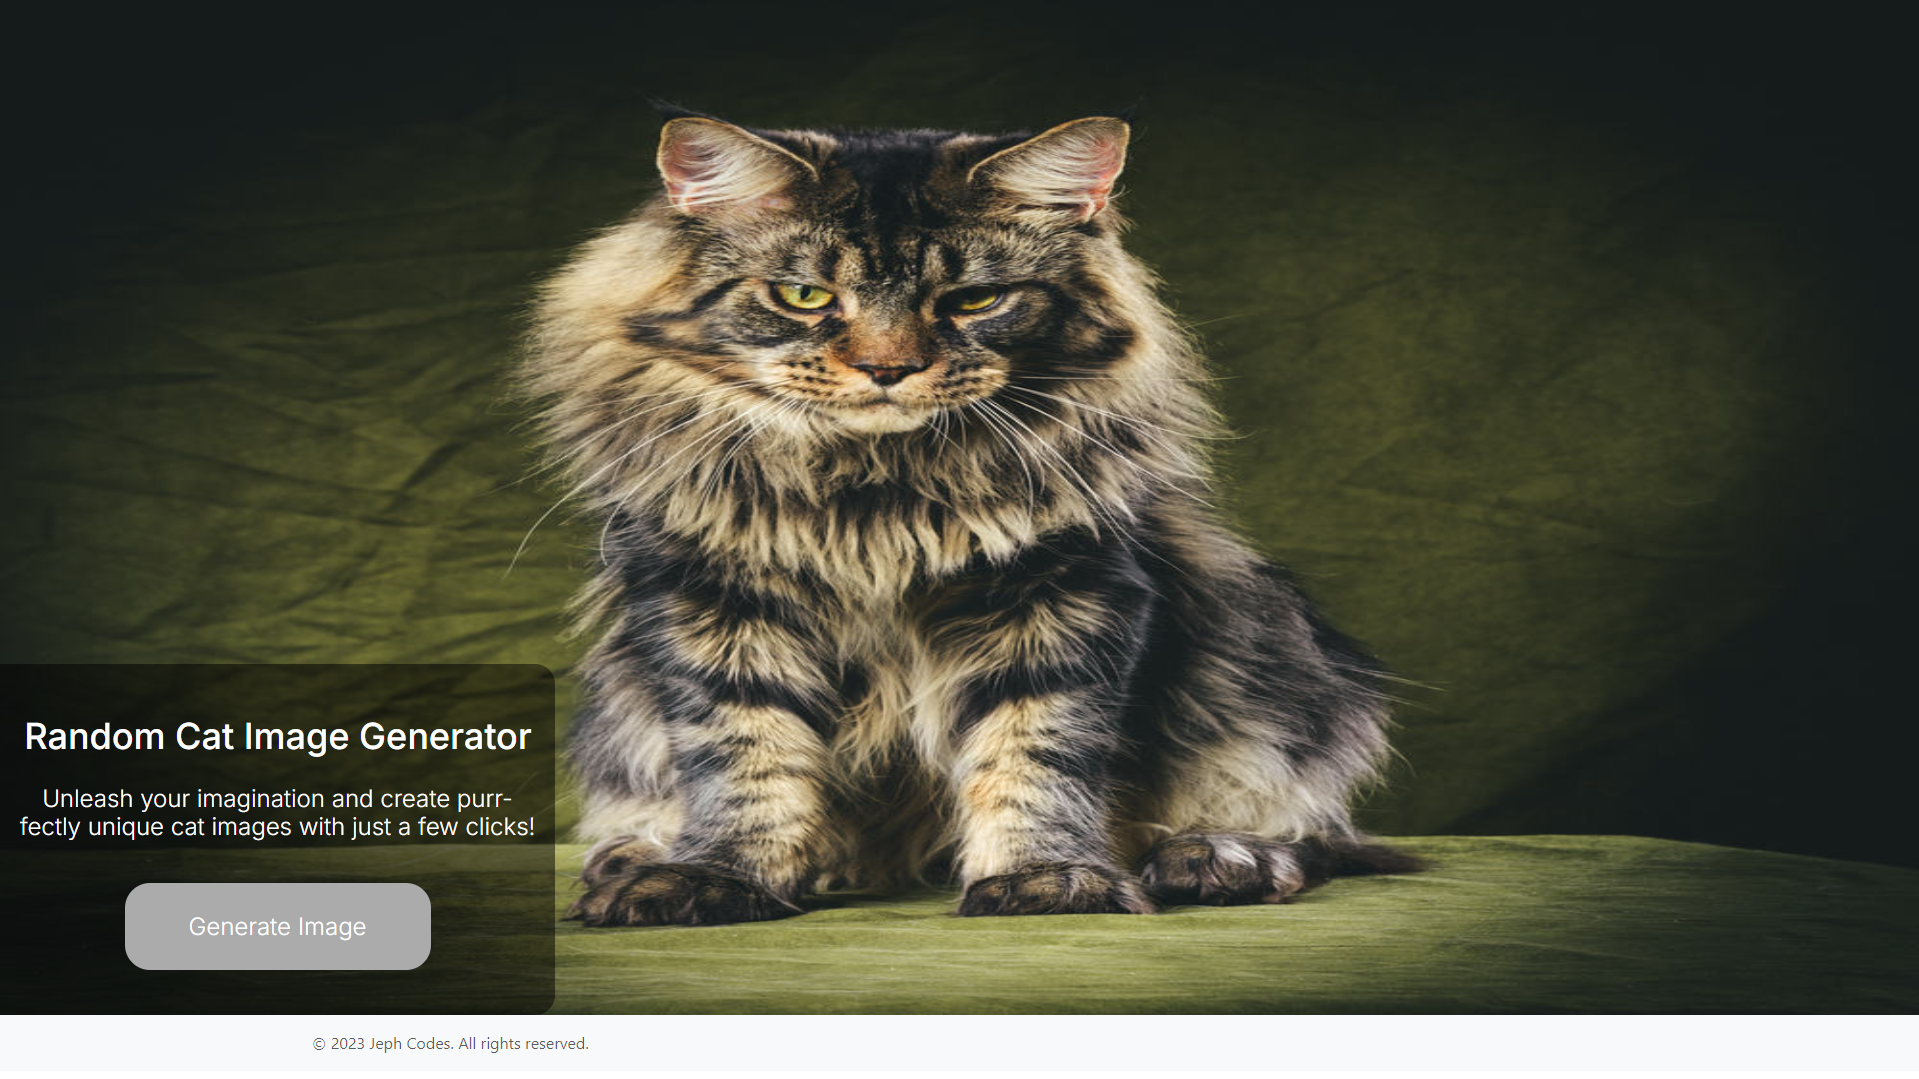 Random Cat Image Generator
Unleash your imagination and create purr-
fectly unique cat images with just a few clicks!
Generate Image
© 2023 Jeph Codes. All rights reserved.